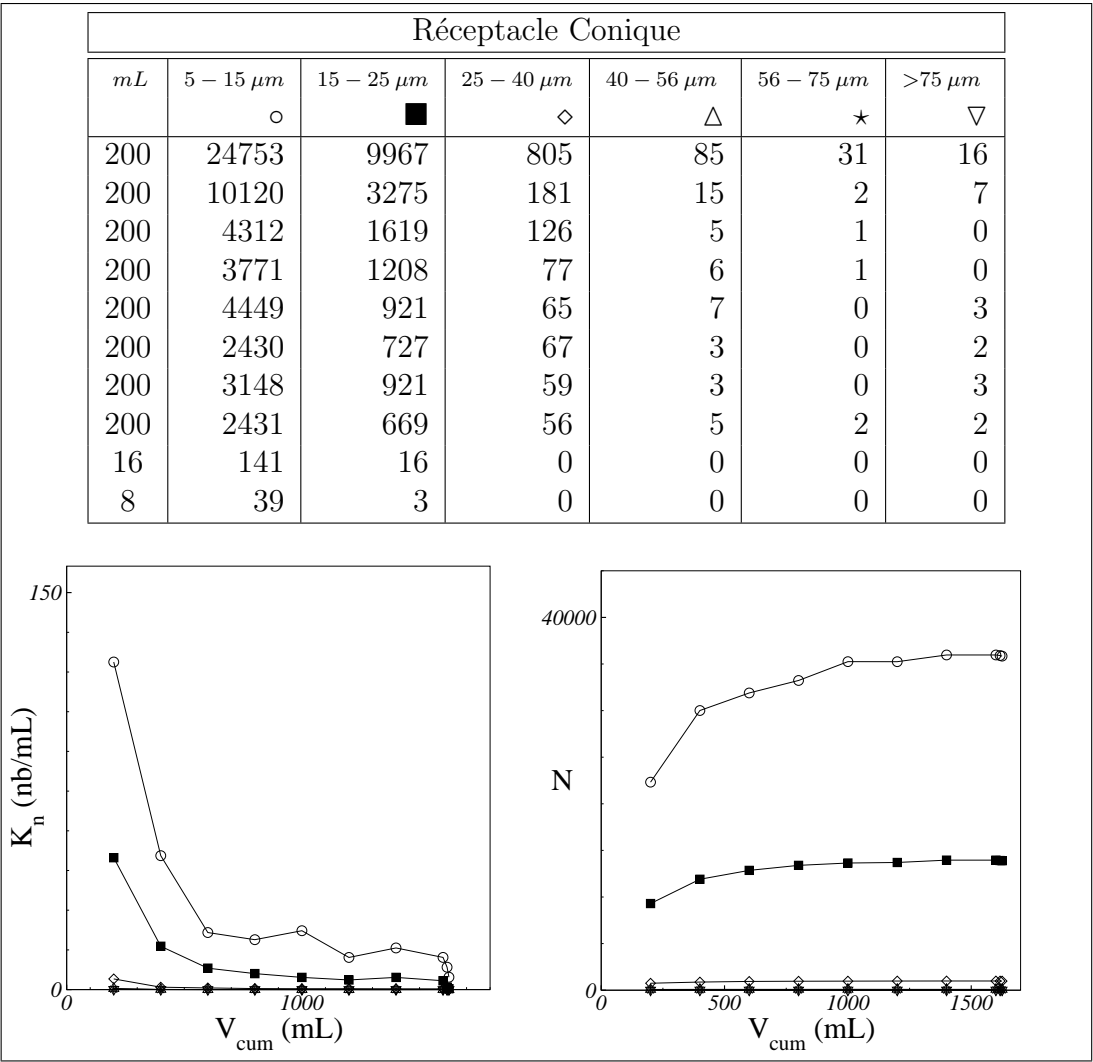 Réceptacle Conique
mL 5 − 15 μm 15 − 25 μm 25 − 40 μm 40 − 56 μm 56 − 75 μm >75 μm
○ ■ ◇ △ ⋆ ▽
200 24753 9967 805 85 31 16
200 10120 3275 181 15 2 7
200 4312 1619 126 5 1 0
200 3771 1208 77 6 1 0
200 4449 921 65 7 0 3
200 2430 727 67 3 0 2
200 3148 921 59 3 0 3
200 2431 669 56 5 2 2
16 141 16 0 0 0 0
8 39 3 0 0 0 0
150
0
K_n (nb/mL)
0 1000
V_cum (mL)
40000
N
0
0 500 1000 1500
V_cum (mL)